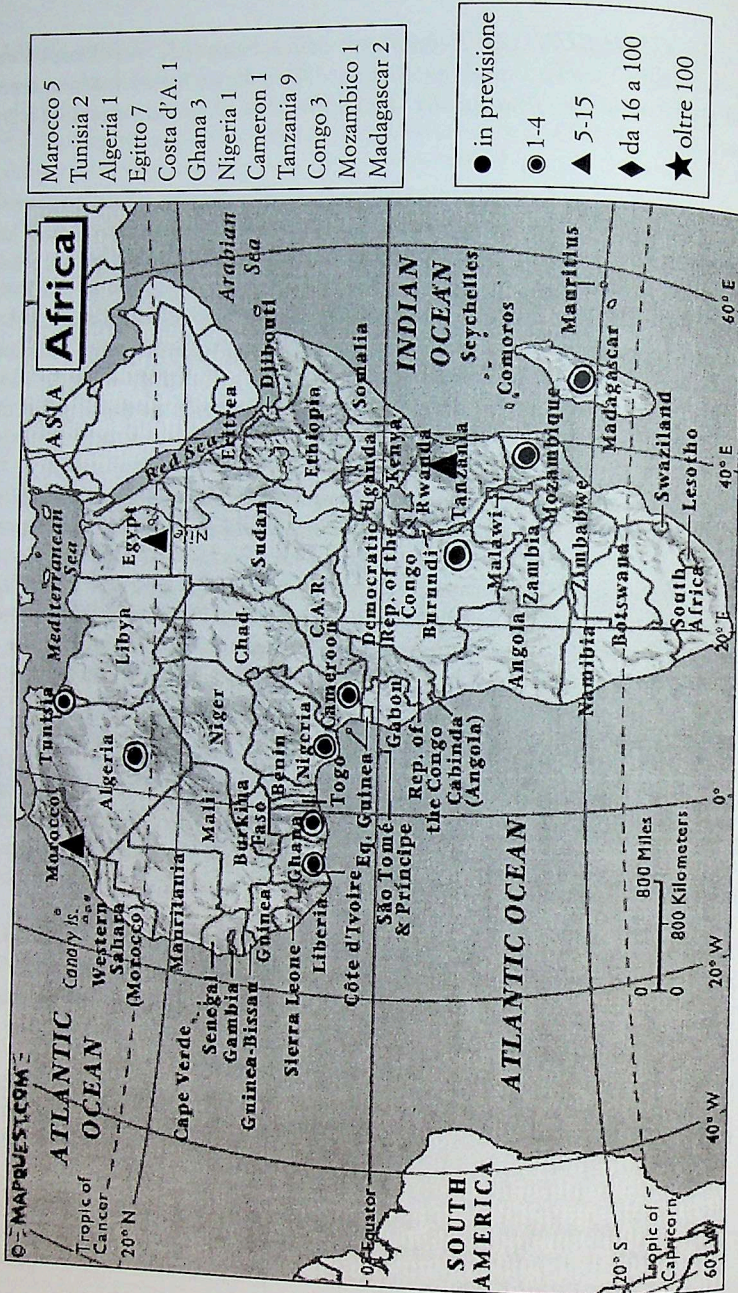 © MAPQUEST.COM
Africa
ATLANTIC
OCEAN
Tropic of
Cancer
20° N
Canary Is.
Western
Sahara
(Morocco)
Morocco
Tunisia
Mediterranean
Sea
ASIA
Algeria
Libya
Egypt
Nile
Red Sea
Arabian
Sea
Cape Verde
Mauritania
Mali
Niger
Chad
Sudan
Eritrea
Djibouti
Senegal
Gambia
Guinea-Bissau
Guinea
Burkina
Faso
Benin
Nigeria
C.A.R.
Ethiopia
Somalia
Sierra Leone
Liberia
Ghana
Togo
Cameroon
Côte d'Ivoire
Eq. Guinea
Democratic
Rep. of the
Congo
Uganda
Kenya
INDIAN
OCEAN
Equator
0°
São Tomé
& Príncipe
Gabon
Rep. of
the Congo
Cabinda
(Angola)
Burundi
Rwanda
Tanzania
Seychelles
Comoros
SOUTH
AMERICA
ATLANTIC OCEAN
Angola
Malawi
Zambia
Mozambique
Mauritius
Madagascar
Namibia
Zimbabwe
Botswana
South
Africa
Swaziland
Lesotho
20° S
Tropic of
Capricorn
0
800 Miles
0
800 Kilometers
60° W
40° W
20° W
0°
20° E
40° E
60° E
Marocco 5
Tunisia 2
Algeria 1
Egitto 7
Costa d'A. 1
Ghana 3
Nigeria 1
Cameron 1
Tanzania 9
Congo 3
Mozambico 1
Madagascar 2
in previsione
1-4
5-15
da 16 a 100
oltre 100